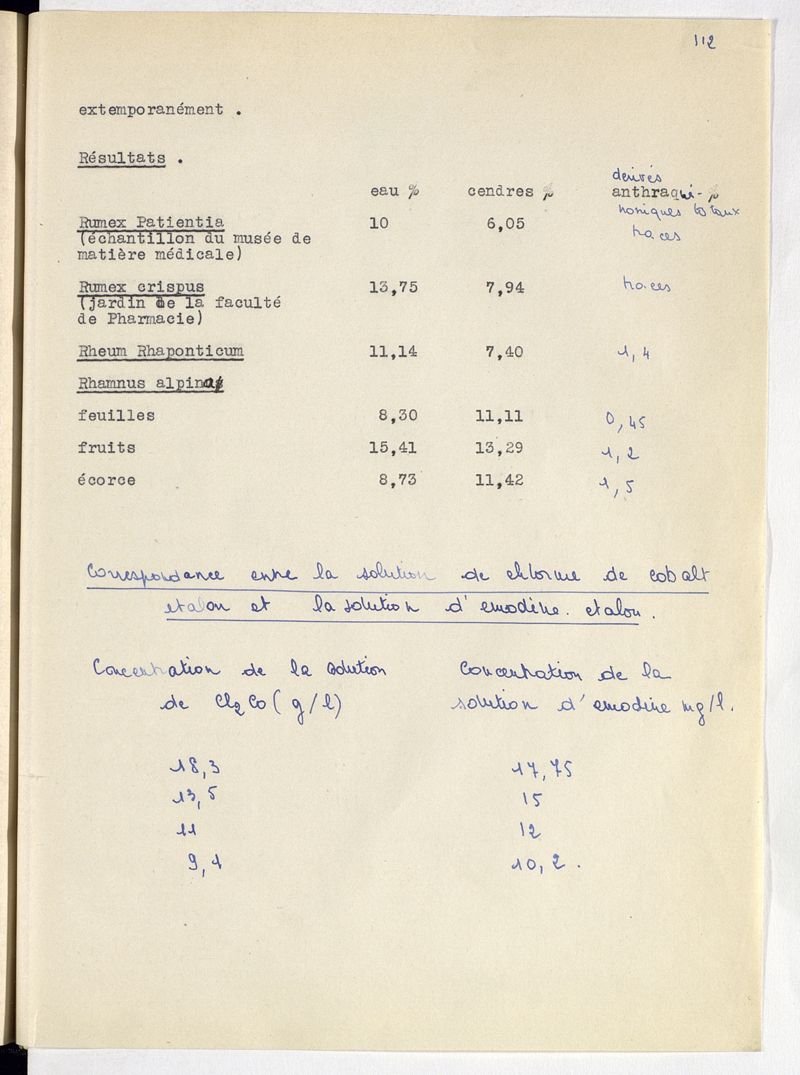 112
extemporanément .
Résultats .
dérivés
eau % cendres % anthraqui- %
noniques totaux
Rumex Patientia 10 6,05 traces
(échantillon du musée de
matière médicale)
Rumex crispus 13,75 7,94 traces
(jardin de la faculté
de Pharmacie)
Rheum Rhaponticum 11,14 7,40 1,4
Rhamnus alpina
feuilles 8,30 11,11 0,45
fruits 15,41 13,29 1,2
écorce 8,73 11,42 1,5
Correspondance entre la solution de chlorure de cobalt
etalon et la solution d'emodine. etalon.
Concentration de la solution
de Cl2Co (g/l)
Concentration de la
solution d'emodine mg/l.
18,3 17,75
13,5 15
11 12
9,1 10,2.